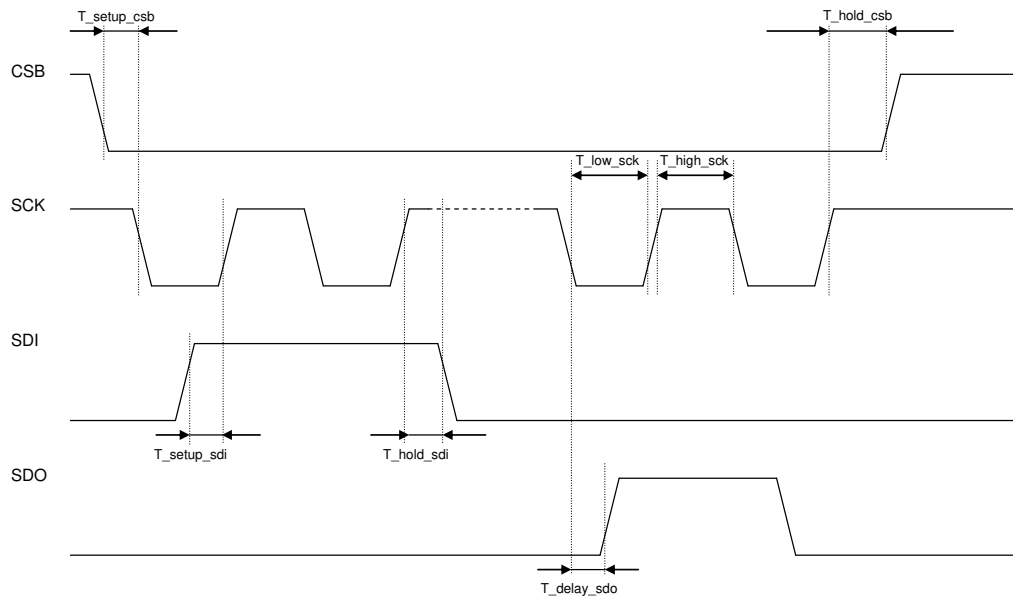 T_setup_csb
T_hold_csb
CSB
T_low_sck
T_high_sck
SCK
SDI
T_setup_sdi
T_hold_sdi
SDO
T_delay_sdo